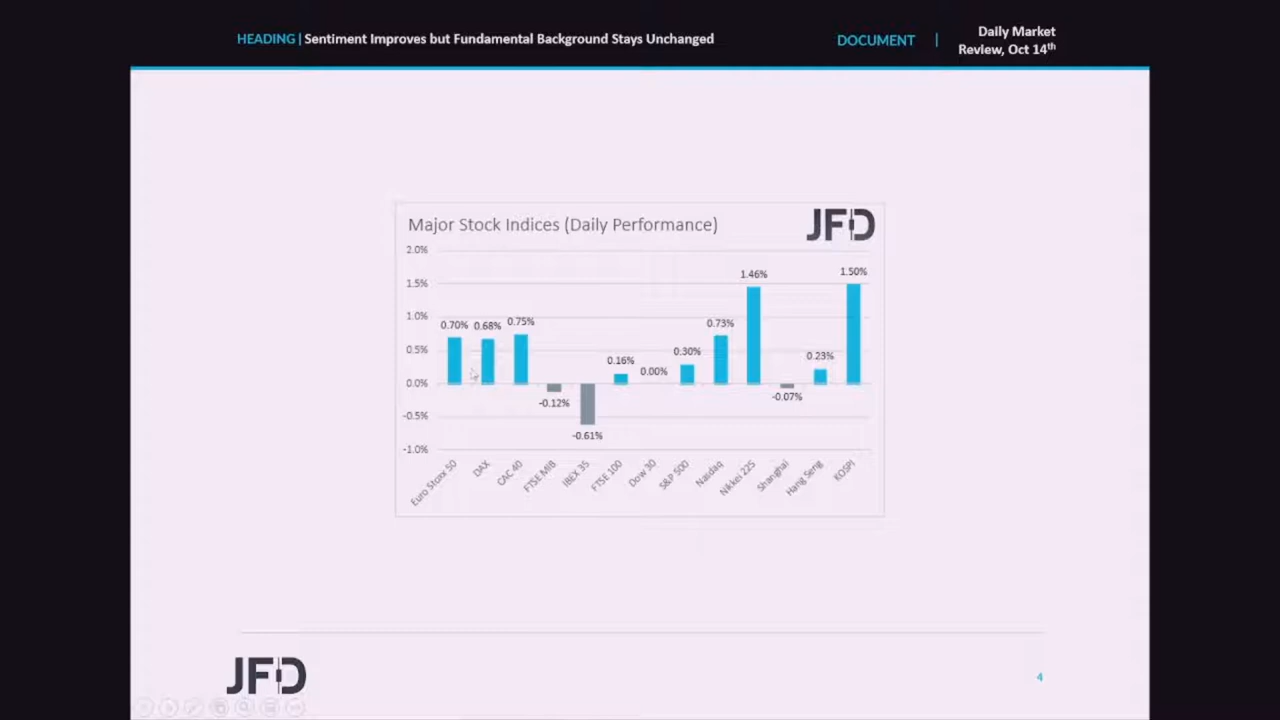 HEADING | Sentiment Improves but Fundamental Background Stays Unchanged
DOCUMENT | Daily Market
Review, Oct 14th
Major Stock Indices (Daily Performance)
JFD
2.0%
1.5%
1.0%
0.5%
0.0%
-0.5%
-1.0%
0.70%
0.68%
0.75%
-0.12%
-0.61%
0.16%
0.00%
0.30%
0.73%
1.46%
-0.07%
0.23%
1.50%
Euro Stoxx 50
DAX
CAC 40
FTSE MIB
IBEX 35
FTSE 100
Dow 30
S&P 500
Nasdaq
Nikkei 225
Shanghai
Hang Seng
KOSPI
JFD
4